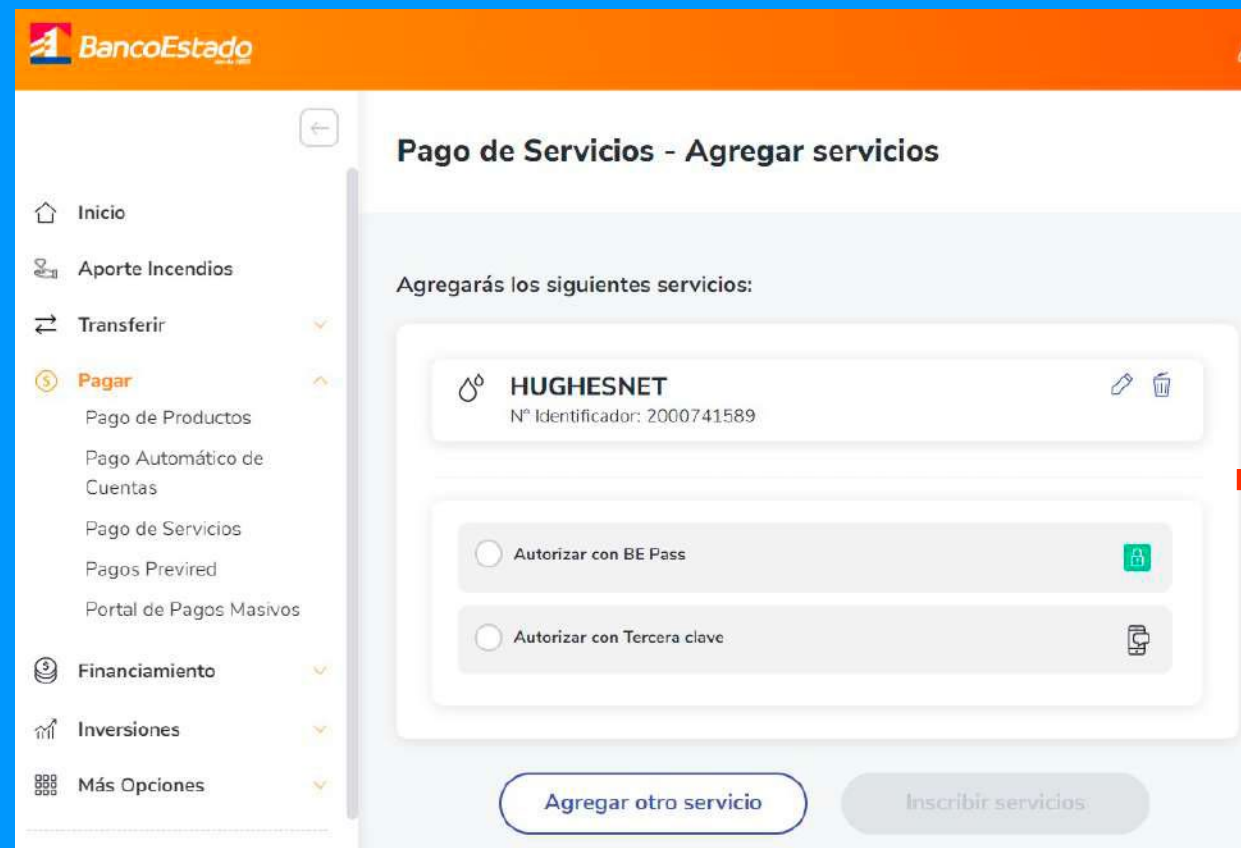 BancoEstado
Pago de Servicios - Agregar servicios
Inicio
Aporte Incendios
Transferir
Pagar
Pago de Productos
Pago Automático de
Cuentas
Pago de Servicios
Pagos Previred
Portal de Pagos Masivos
Financiamiento
Inversiones
Más Opciones
Agregarás los siguientes servicios:
HUGHESNET
N° Identificador: 2000741589
Autorizar con BE Pass
Autorizar con Tercera clave
Agregar otro servicio
Inscribir servicios